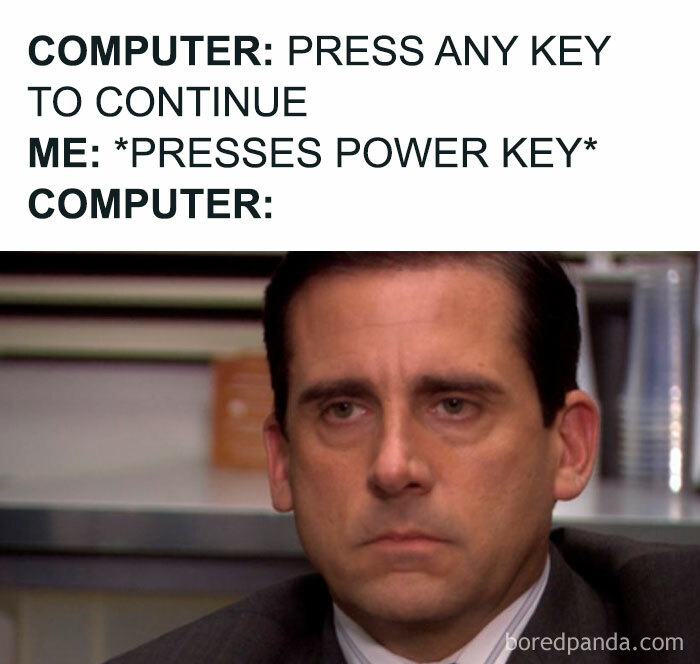 COMPUTER: PRESS ANY KEY
TO CONTINUE
ME: *PRESSES POWER KEY*
COMPUTER:
boredpanda.com